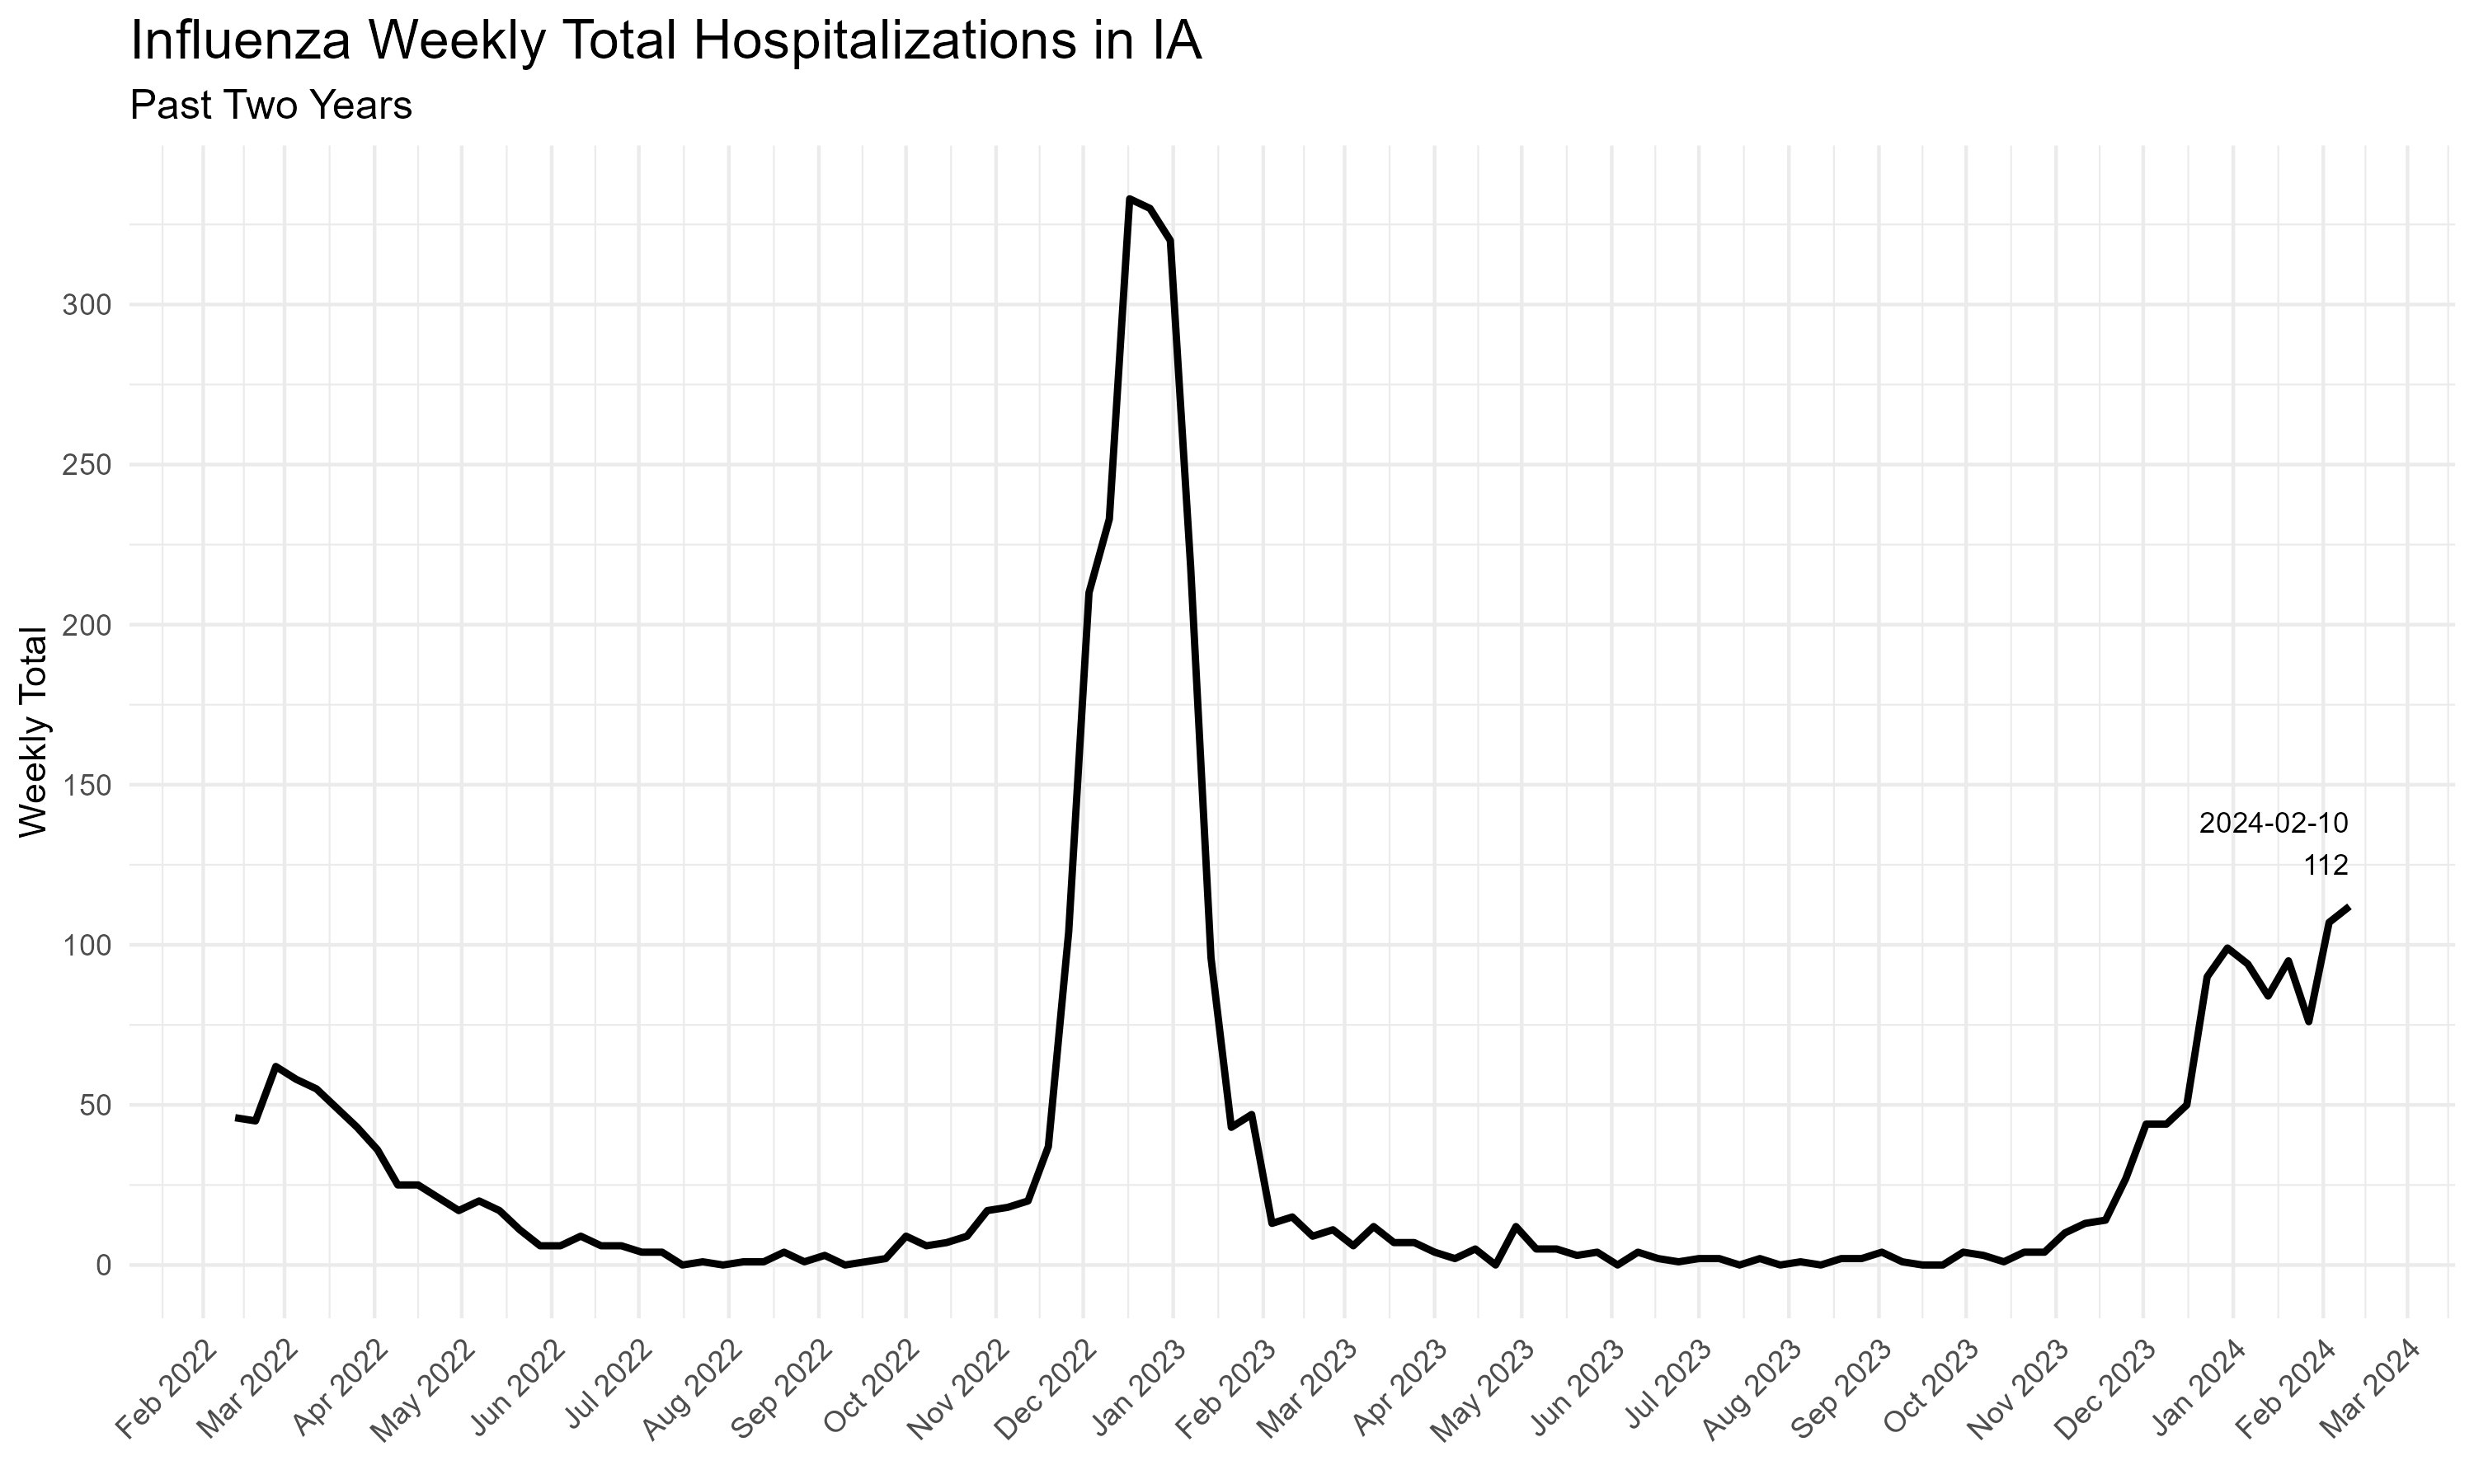 Influenza Weekly Total Hospitalizations in IA
Past Two Years
Weekly Total
300
250
200
150
100
50
0
2024-02-10
112
Feb 2022
Mar 2022
Apr 2022
May 2022
Jun 2022
Jul 2022
Aug 2022
Sep 2022
Oct 2022
Nov 2022
Dec 2022
Jan 2023
Feb 2023
Mar 2023
Apr 2023
May 2023
Jun 2023
Jul 2023
Aug 2023
Sep 2023
Oct 2023
Nov 2023
Dec 2023
Jan 2024
Feb 2024
Mar 2024